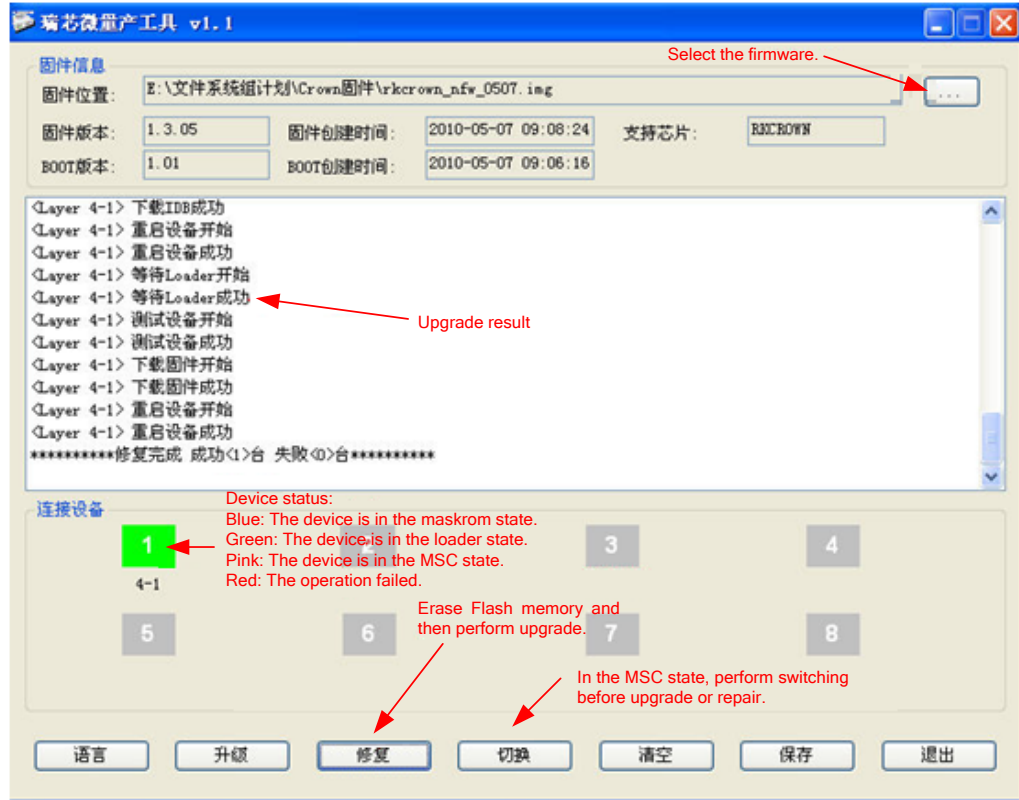 瑞芯微量产工具 v1.1
Select the firmware.
固件信息
固件位置:
E:\文件系统组计划\Crown固件\rkcrown_nfw_0507.img
...
固件版本:
1.3.05
固件创建时间:
2010-05-07 09:08:24
支持芯片:
RKCROWN
BOOT版本:
1.01
BOOT创建时间:
2010-05-07 09:06:16
<Layer 4-1> 下载IDB成功
<Layer 4-1> 重启设备开始
<Layer 4-1> 重启设备成功
<Layer 4-1> 等待Loader开始
<Layer 4-1> 等待Loader成功
Upgrade result
<Layer 4-1> 测试设备开始
<Layer 4-1> 测试设备成功
<Layer 4-1> 下载固件开始
<Layer 4-1> 下载固件成功
<Layer 4-1> 重启设备开始
<Layer 4-1> 重启设备成功
**********修复完成 成功<1>台 失败<0>台**********
连接设备
Device status:
Blue: The device is in the maskrom state.
Green: The device is in the loader state.
Pink: The device is in the MSC state.
Red: The operation failed.
1
2
3
4
4-1
Erase Flash memory and
then perform upgrade.
5
6
7
8
In the MSC state, perform switching
before upgrade or repair.
语言
升级
修复
切换
清空
保存
退出